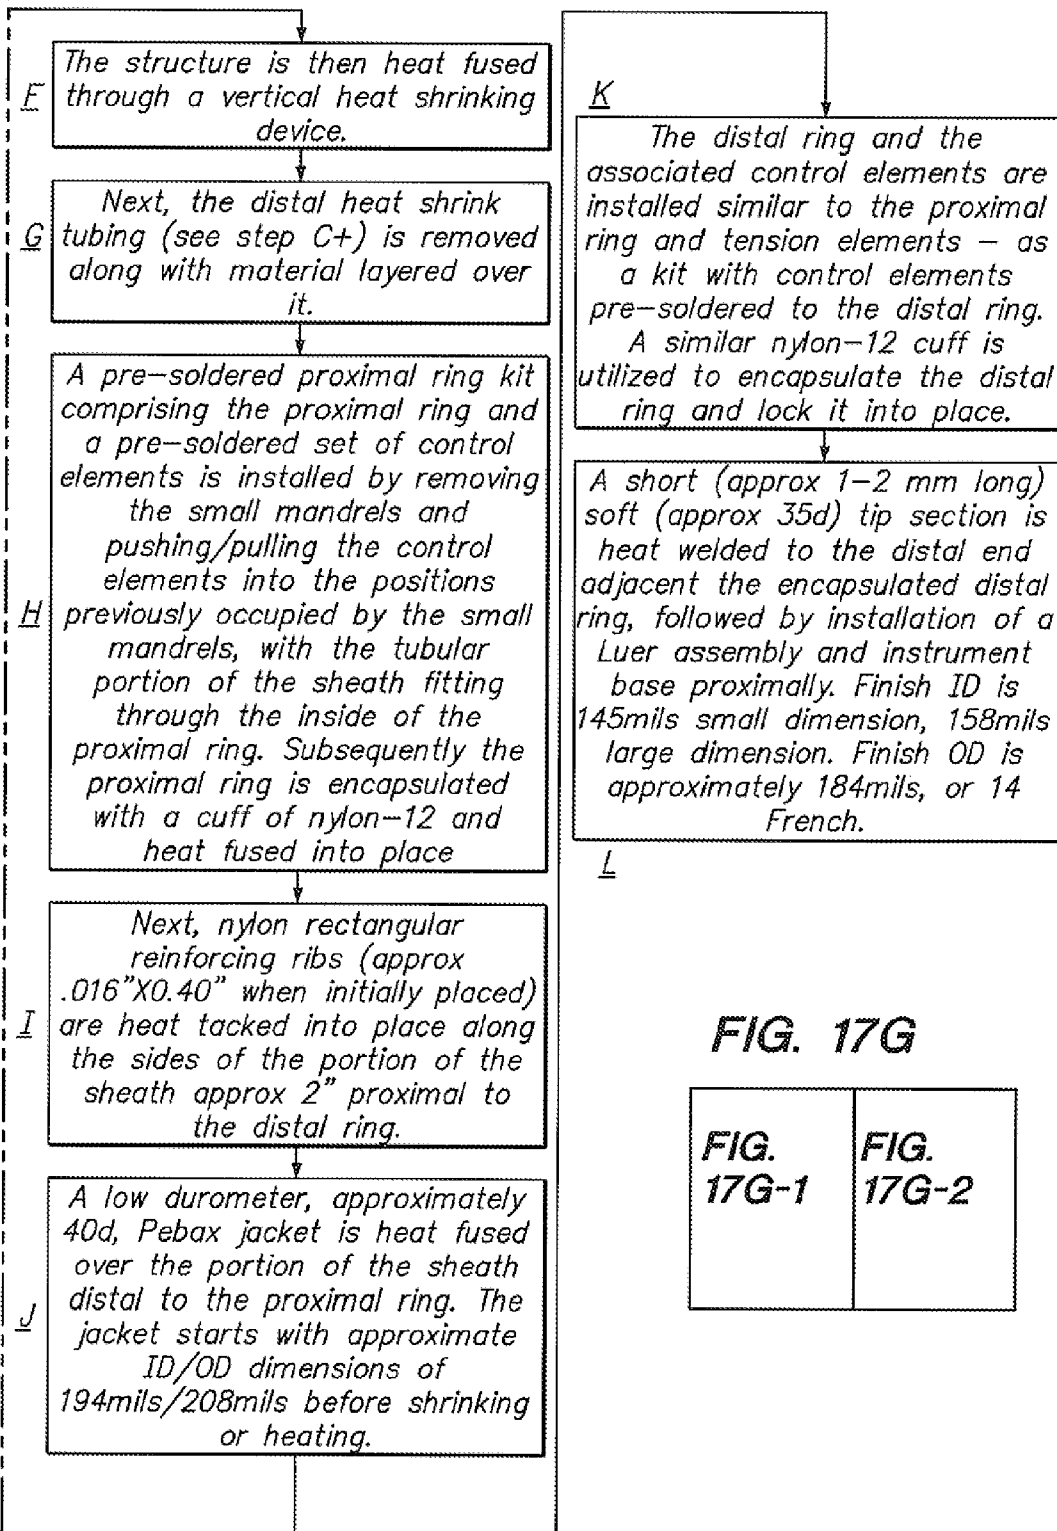 F
The structure is then heat fused
through a vertical heat shrinking
device.
G
Next, the distal heat shrink
tubing (see step C+) is removed
along with material layered over
it.
H
A pre-soldered proximal ring kit
comprising the proximal ring and
a pre-soldered set of control
elements is installed by removing
the small mandrels and
pushing/pulling the control
elements into the positions
previously occupied by the small
mandrels, with the tubular
portion of the sheath fitting
through the inside of the
proximal ring. Subsequently the
proximal ring is encapsulated
with a cuff of nylon-12 and
heat fused into place
I
Next, nylon rectangular
reinforcing ribs (approx
.016"X0.40" when initially placed)
are heat tacked into place along
the sides of the portion of the
sheath approx 2" proximal to
the distal ring.
J
A low durometer, approximately
40d, Pebax jacket is heat fused
over the portion of the sheath
distal to the proximal ring. The
jacket starts with approximate
ID/OD dimensions of
194mils/208mils before shrinking
or heating.
K
The distal ring and the
associated control elements are
installed similar to the proximal
ring and tension elements – as
a kit with control elements
pre-soldered to the distal ring.
A similar nylon-12 cuff is
utilized to encapsulate the distal
ring and lock it into place.
A short (approx 1-2 mm long)
soft (approx 35d) tip section is
heat welded to the distal end
adjacent the encapsulated distal
ring, followed by installation of a
Luer assembly and instrument
base proximally. Finish ID is
145mils small dimension, 158mils
large dimension. Finish OD is
approximately 184mils, or 14
French.
L
FIG. 17G
FIG.
17G-1
FIG.
17G-2